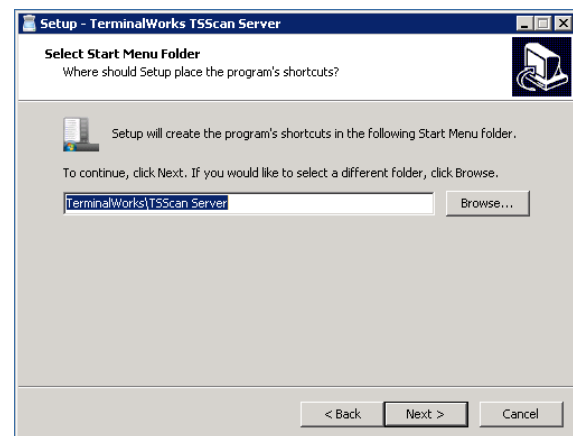 Setup - TerminalWorks TSScan Server
Select Start Menu Folder
Where should Setup place the program's shortcuts?
Setup will create the program's shortcuts in the following Start Menu folder.
To continue, click Next. If you would like to select a different folder, click Browse.
TerminalWorks\TSScan Server
Browse...
< Back
Next >
Cancel